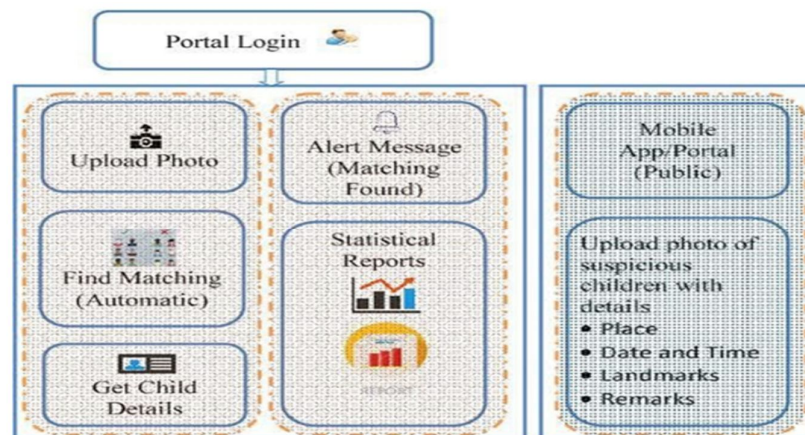 Portal Login
Upload Photo
Find Matching
(Automatic)
Get Child
Details
Alert Message
(Matching
Found)
Statistical
Reports
REPORT
Mobile
App/Portal
(Public)
Upload photo of
suspicious
children with
details
• Place
• Date and Time
• Landmarks
• Remarks